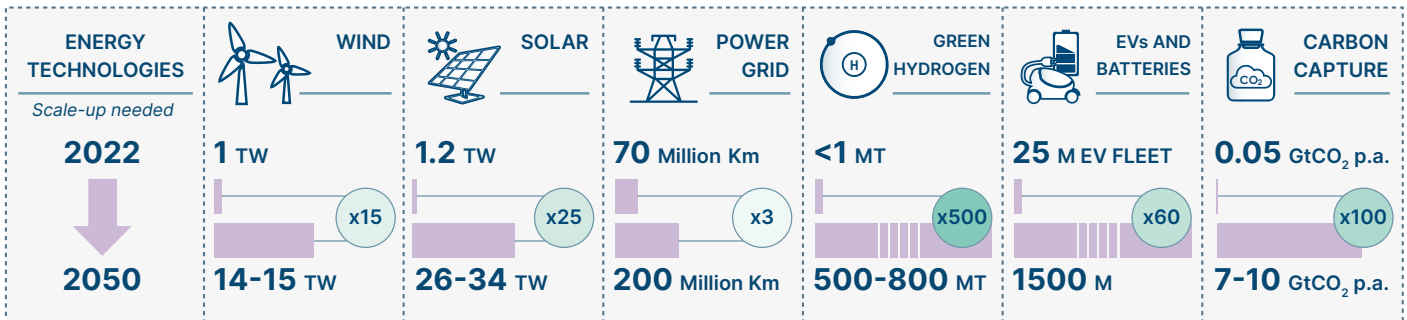 ENERGY
TECHNOLOGIES
Scale-up needed
2022
2050
WIND
1 TW
x15
14-15 TW
SOLAR
1.2 TW
x25
26-34 TW
POWER
GRID
70 Million Km
x3
200 Million Km
H
GREEN
HYDROGEN
<1 MT
x500
500-800 MT
EVs AND
BATTERIES
25 M EV FLEET
x60
1500 M
CO₂
CARBON
CAPTURE
0.05 GtCO₂ p.a.
x100
7-10 GtCO₂ p.a.